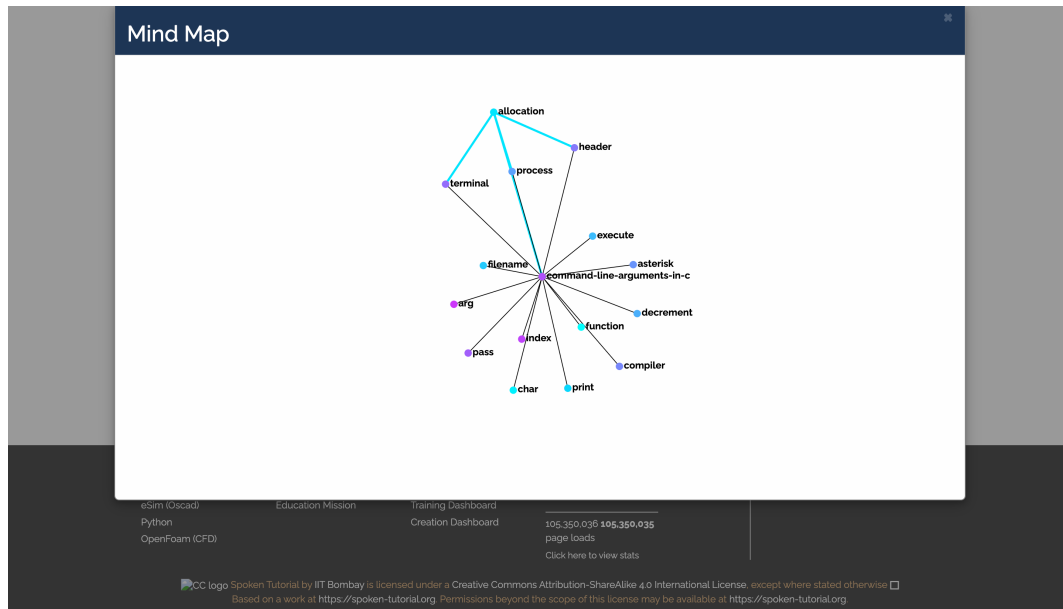 Mind Map
✖
allocation
header
process
terminal
execute
filename
asterisk
command-line-arguments-in-c
arg
decrement
function
index
pass
compiler
char
print
eSim (Oscad)
Education Mission
Training Dashboard
Python
Creation Dashboard
105,350,036 105,350,035
OpenFoam (CFD)
page loads
Click here to view stats
CC logo Spoken Tutorial by IIT Bombay is licensed under a Creative Commons Attribution-ShareAlike 4.0 International License, except where stated otherwise
Based on a work at https://spoken-tutorial.org. Permissions beyond the scope of this license may be available at https://spoken-tutorial.org.